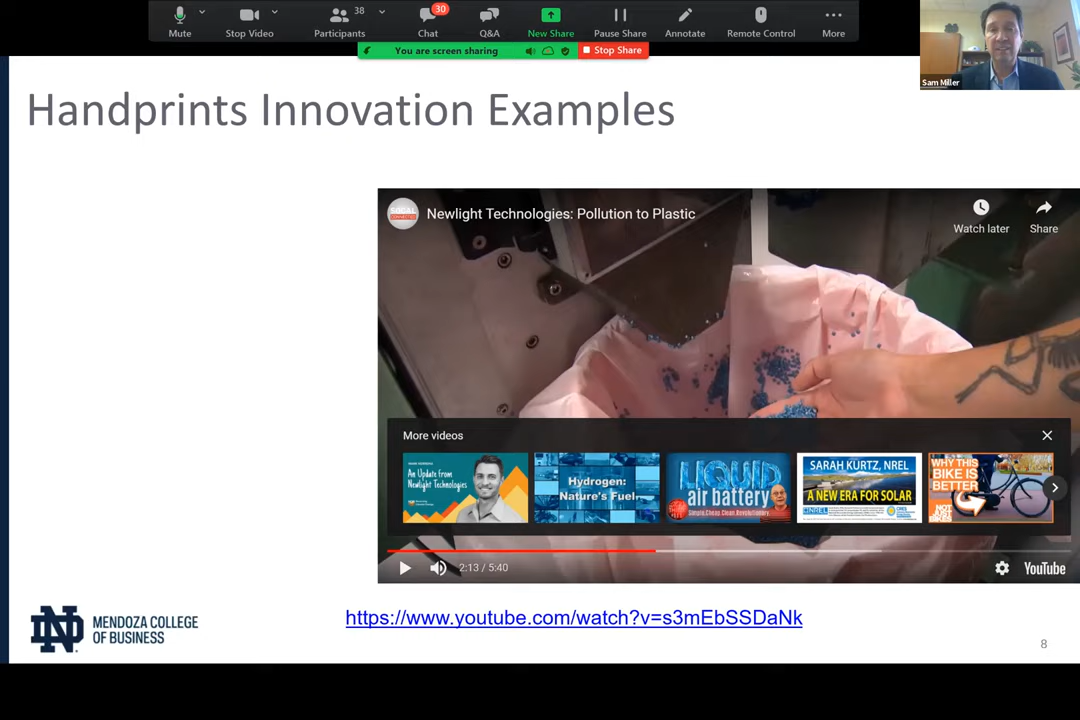 38
30
Mute
Stop Video
Participants
Chat
Q&A
New Share
Pause Share
Annotate
Remote Control
More
You are screen sharing
Stop Share
Sam Miller
Handprints Innovation Examples
Newlight Technologies: Pollution to Plastic
Watch later
Share
More videos
An Update From
Newlight Technologies
Hydrogen:
Nature's Fuel
LIQUID
air battery
Simple.Cheap.Clean.Revolutionary.
SARAH KURTZ, NREL
A NEW ERA FOR SOLAR
WHY THIS
BIKE IS
BETTER
NOT
JUST
BIKES
2:13 / 5:40
YouTube
ND
MENDOZA COLLEGE
OF BUSINESS
https://www.youtube.com/watch?v=s3mEbSSDaNk
8